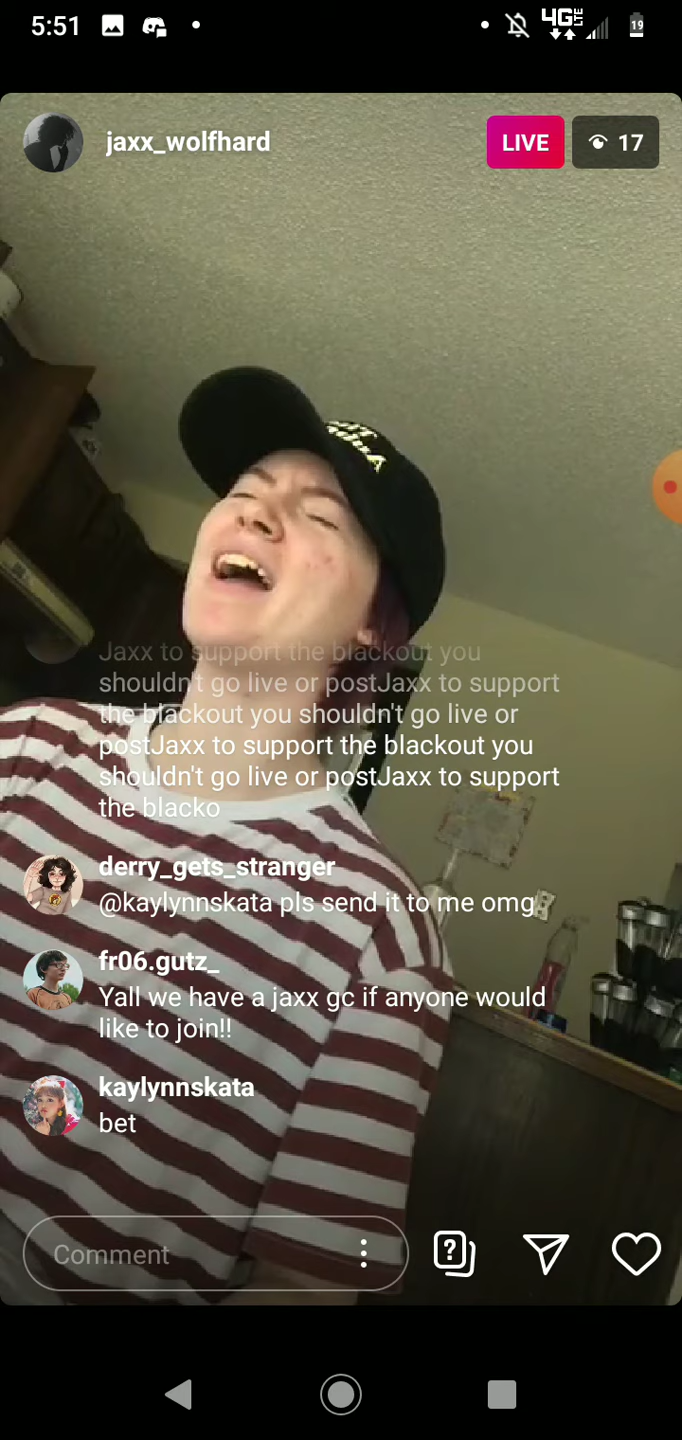 5:51
4G LTE
19
jaxx_wolfhard
LIVE
17
Jaxx to support the blackout you
shouldn't go live or postJaxx to support
the blackout you shouldn't go live or
postJaxx to support the blackout you
shouldn't go live or postJaxx to support
the blacko
derry_gets_stranger
@kaylynnskata pls send it to me omg
fr06.gutz_
Yall we have a jaxx gc if anyone would
like to join!!
kaylynnskata
bet
Comment